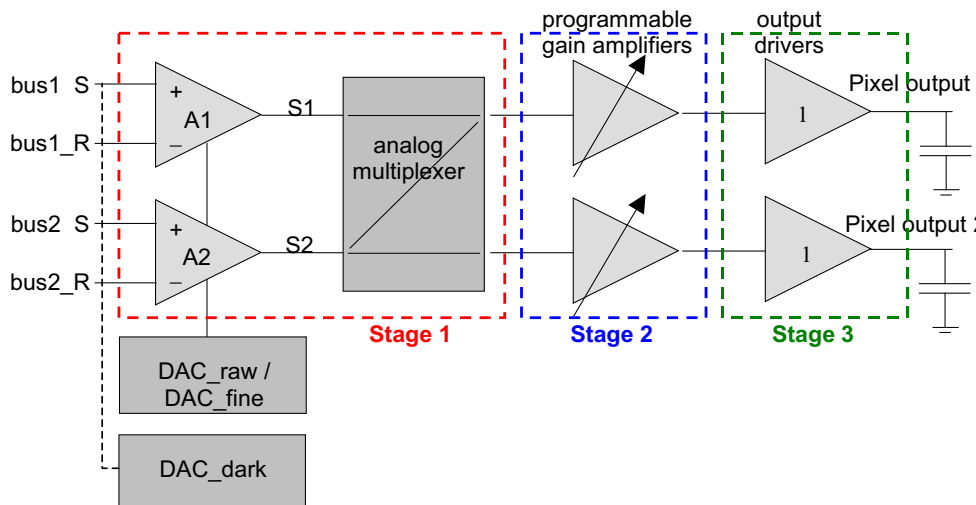 programmable
gain amplifiers
output
drivers
bus1 S
+
A1
bus1_R
−
S1
analog
multiplexer
1
Pixel output
bus2 S
+
A2
bus2_R
−
S2
1
Pixel output 2
Stage 1
Stage 2
Stage 3
DAC_raw /
DAC_fine
DAC_dark